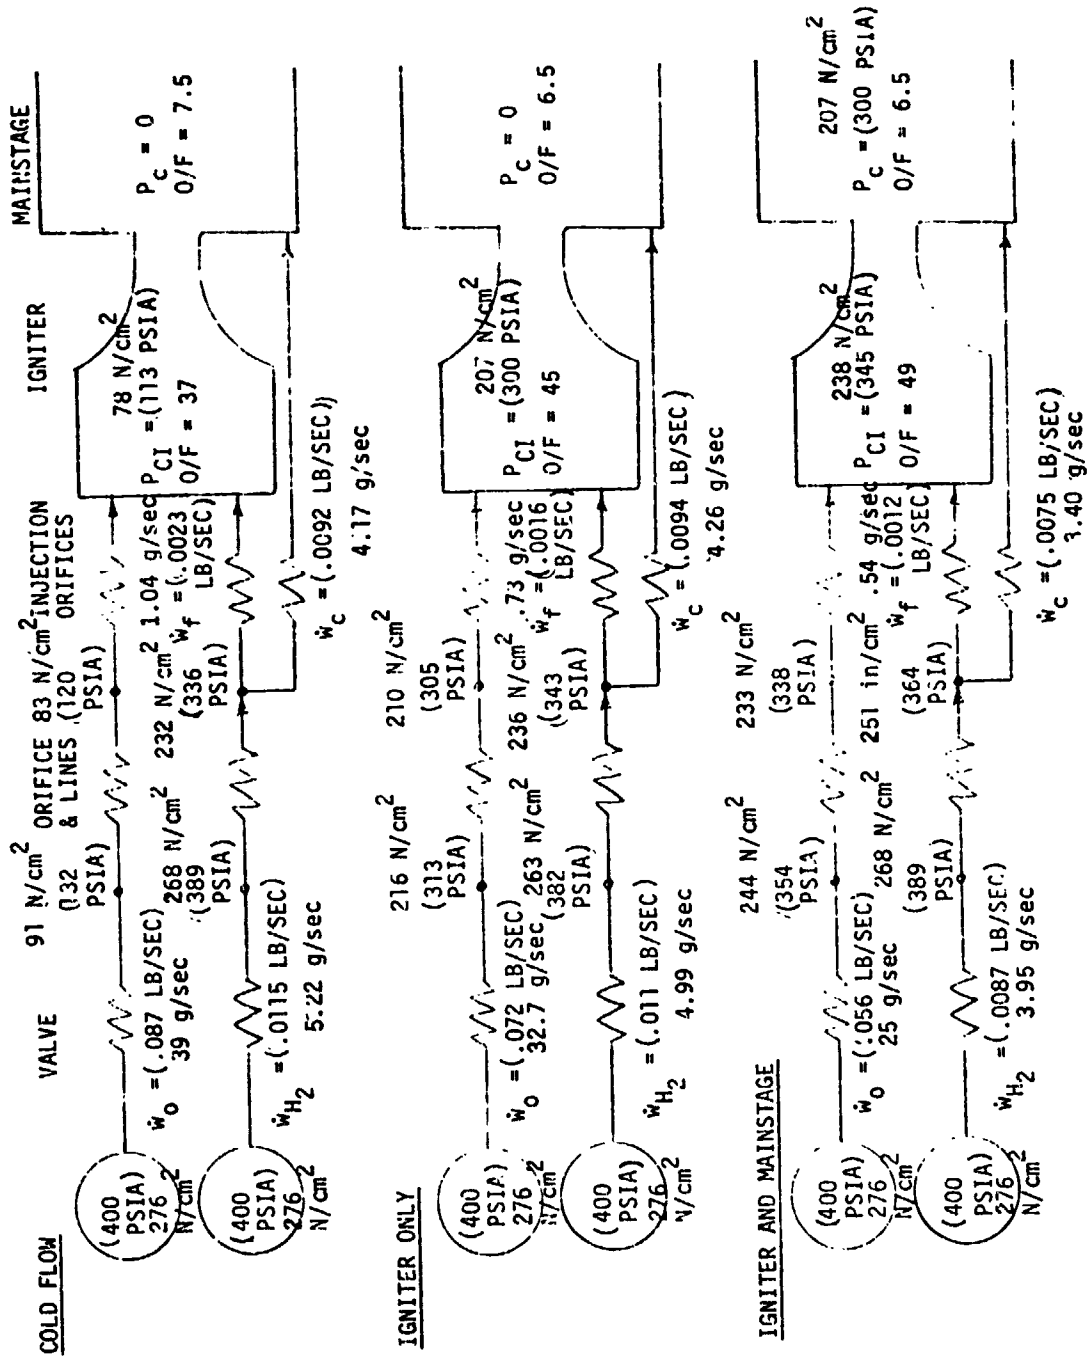 VALVE
ORIFICE
& LINES
INJECTION
ORIFICES
IGNITER
MAINSTAGE
COLD FLOW
(400
PSIA)
276
N/cm2
ẇo =(.087 LB/SEC)
39 g/sec
91 N/cm2
(132
PSIA)
83 N/cm2
(120
PSIA)
78 N/cm2
PCI =(113 PSIA)
O/F = 37
Pc = 0
O/F = 7.5
(400
PSIA)
276
N/cm2
ẇH2 =(.0115 LB/SEC)
5.22 g/sec
268 N/cm2
(389
PSIA)
232 N/cm2
(336
PSIA)
1.04 g/sec
ẇf =(.0023
LB/SEC)
ẇc =(.0092 LB/SEC)
4.17 g/sec
IGNITER ONLY
(400
PSIA)
276
N/cm2
ẇo =(.072 LB/SEC)
32.7 g/sec
216 N/cm2
(313
PSIA)
210 N/cm2
(305
PSIA)
207 N/cm2
PCI =(300 PSIA)
O/F = 45
Pc = 0
O/F = 6.5
(400
PSIA)
276
N/cm2
ẇH2 =(.011 LB/SEC)
4.99 g/sec
263 N/cm2
(382
PSIA)
236 N/cm2
(343
PSIA)
.73 g/sec
ẇf =(.0016
LB/SEC)
ẇc =(.0094 LB/SEC)
4.26 g/sec
IGNITER AND MAINSTAGE
(400
PSIA)
276
N/cm2
ẇo =(.056 LB/SEC)
25 g/sec
244 N/cm2
(354
PSIA)
233 N/cm2
(338
PSIA)
238 N/cm2
PCI =(345 PSIA)
O/F = 49
207 N/cm2
Pc =(300 PSIA)
O/F = 6.5
(400
PSIA)
276
N/cm2
ẇH2 =(.0087 LB/SEC)
3.95 g/sec
268 N/cm2
(389
PSIA)
251 in/cm2
(364
PSIA)
.54 g/sec
ẇf =(.0012
LB/SEC)
ẇc =(.0075 LB/SEC)
3.40 g/sec